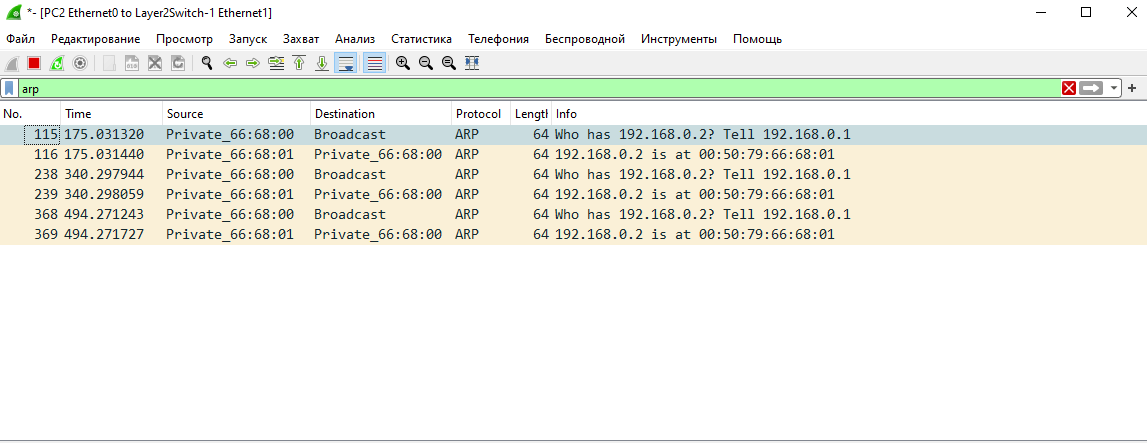 *- [PC2 Ethernet0 to Layer2Switch-1 Ethernet1]
Файл Редактирование Просмотр Запуск Захват Анализ Статистика Телефония Беспроводной Инструменты Помощь
arp
No. Time Source Destination Protocol Length Info
115 175.031320 Private_66:68:00 Broadcast ARP 64 Who has 192.168.0.2? Tell 192.168.0.1
116 175.031440 Private_66:68:01 Private_66:68:00 ARP 64 192.168.0.2 is at 00:50:79:66:68:01
238 340.297944 Private_66:68:00 Broadcast ARP 64 Who has 192.168.0.2? Tell 192.168.0.1
239 340.298059 Private_66:68:01 Private_66:68:00 ARP 64 192.168.0.2 is at 00:50:79:66:68:01
368 494.271243 Private_66:68:00 Broadcast ARP 64 Who has 192.168.0.2? Tell 192.168.0.1
369 494.271727 Private_66:68:01 Private_66:68:00 ARP 64 192.168.0.2 is at 00:50:79:66:68:01